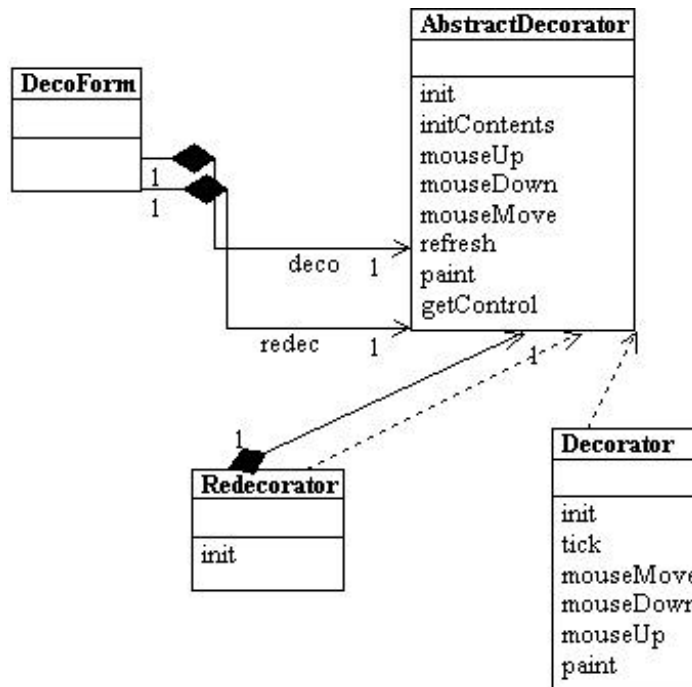 AbstractDecorator
init
initContents
mouseUp
mouseDown
mouseMove
refresh
paint
getControl
DecoForm
1
1
deco
1
redec
1
1
1
Redecorator
init
Decorator
init
tick
mouseMove
mouseDown
mouseUp
paint